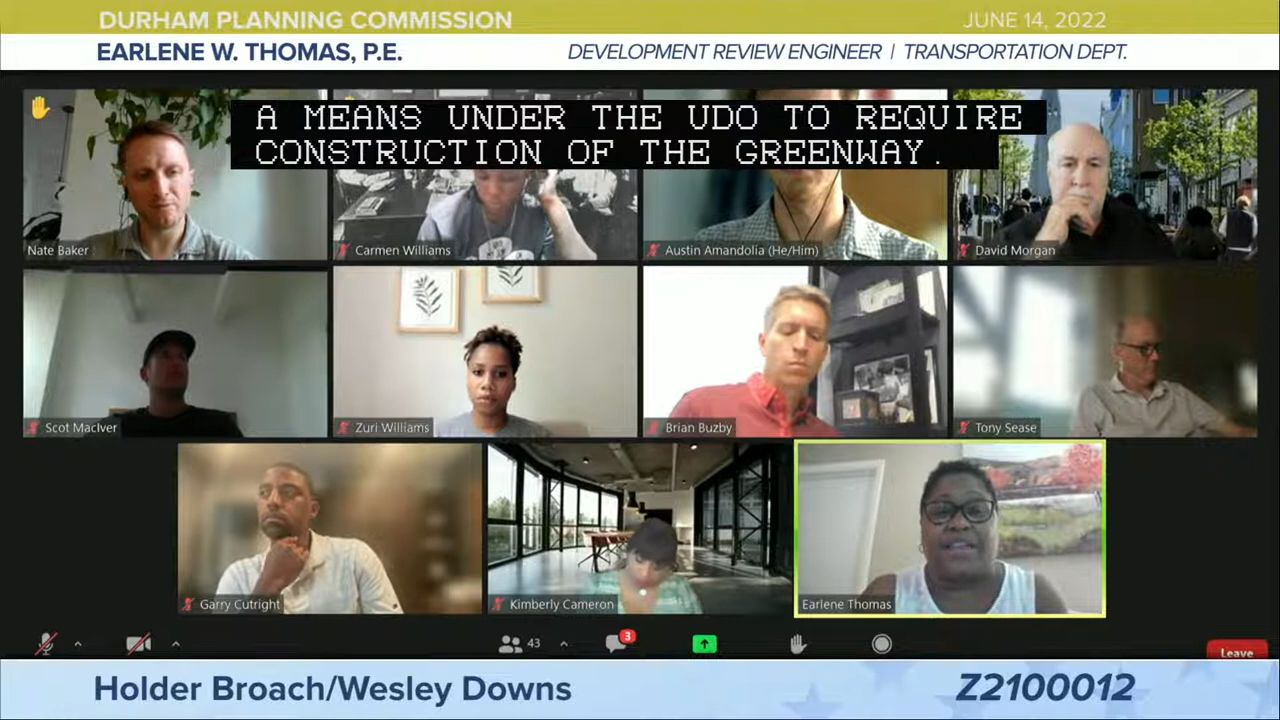 DURHAM PLANNING COMMISSION
JUNE 14, 2022
EARLENE W. THOMAS, P.E.
DEVELOPMENT REVIEW ENGINEER | TRANSPORTATION DEPT.
A MEANS UNDER THE UDO TO REQUIRE
CONSTRUCTION OF THE GREENWAY.
Nate Baker
Carmen Williams
Austin Amandolia (He/Him)
David Morgan
Scot MacIver
Zuri Williams
Brian Buzby
Tony Sease
Garry Cutright
Kimberly Cameron
Earlene Thomas
43
3
Leave
Holder Broach/Wesley Downs
Z2100012